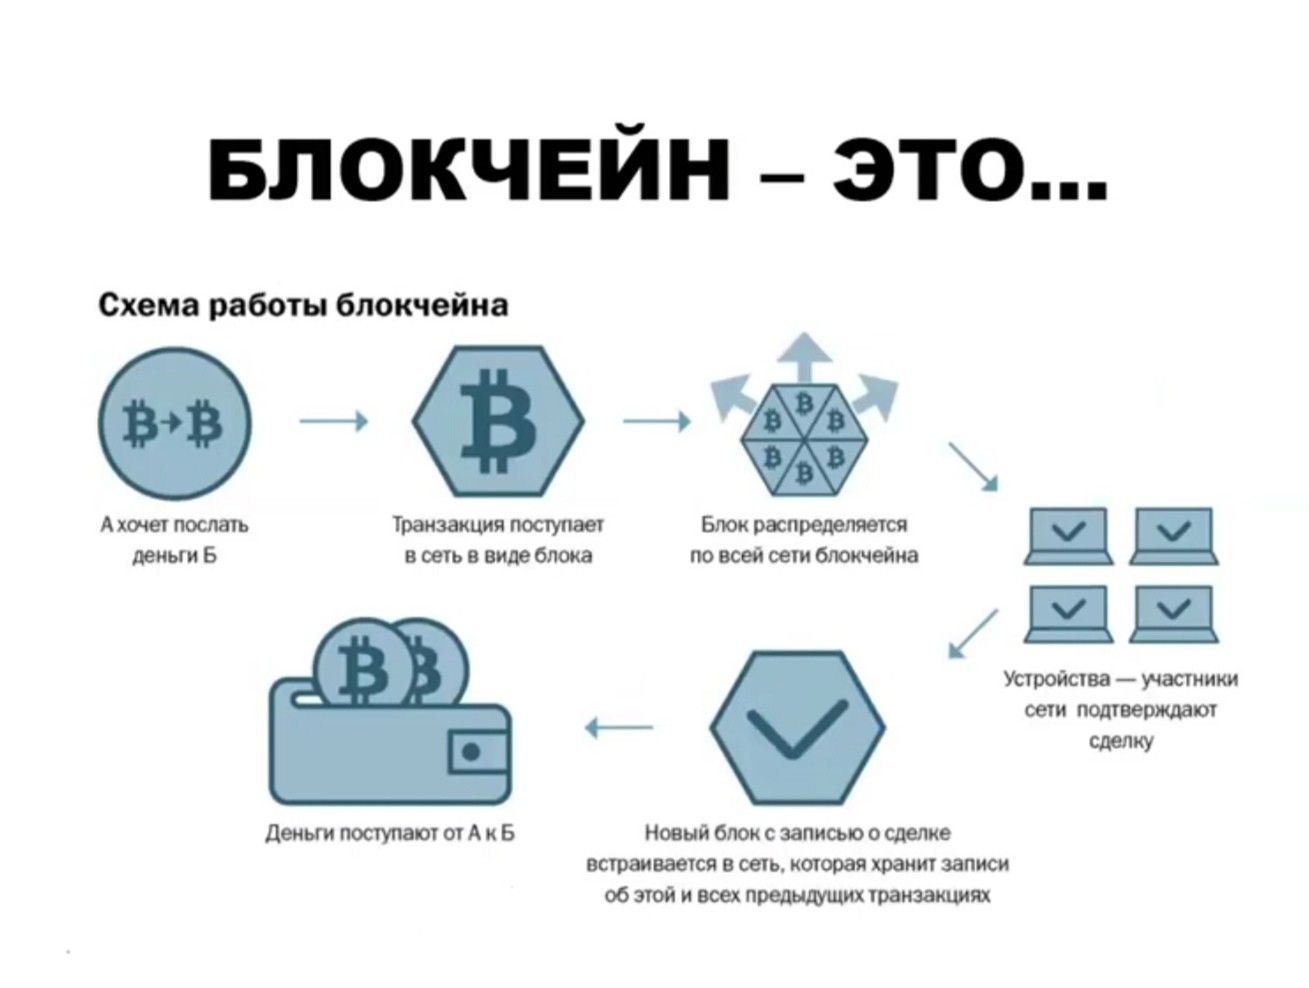 БЛОКЧЕЙН – ЭТО...
Схема работы блокчейна
А хочет послать
деньги Б
Транзакция поступает
в сеть в виде блока
Блок распределяется
по всей сети блокчейна
Устройства — участники
сети подтверждают
сделку
Новый блок с записью о сделке
встраивается в сеть, которая хранит записи
об этой и всех предыдущих транзакциях
Деньги поступают от А к Б